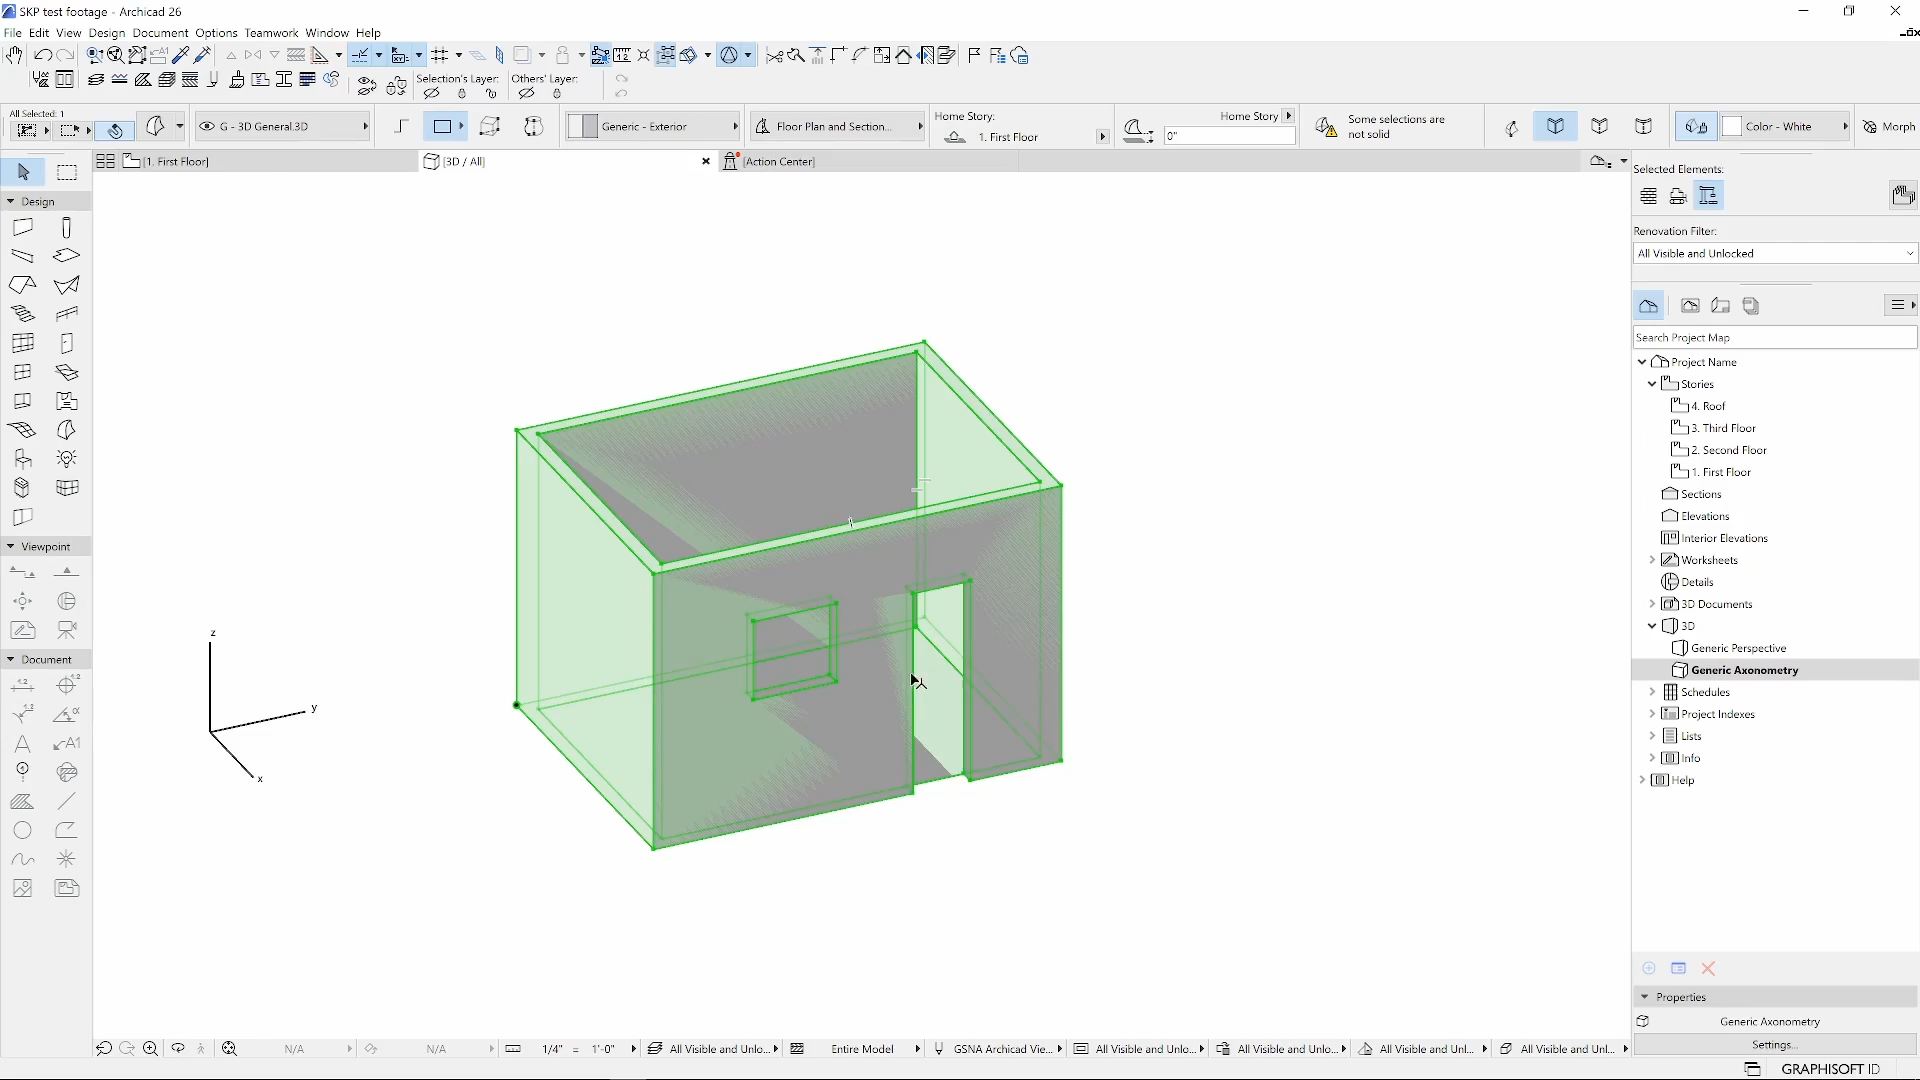 SKP test footage - Archicad 26
File Edit View Design Document Options Teamwork Window Help
Selection's Layer: Others' Layer:
All Selected: 1
G - 3D General.3D
Generic - Exterior
Floor Plan and Section...
Home Story:
1. First Floor
Home Story
0"
Some selections are
not solid
Color - White
Morph
[1. First Floor]
[3D / All]
[Action Center]
Design
Viewpoint
Document
z
y
x
Selected Elements:
Renovation Filter:
All Visible and Unlocked
Search Project Map
Project Name
Stories
4. Roof
3. Third Floor
2. Second Floor
1. First Floor
Sections
Elevations
Interior Elevations
Worksheets
Details
3D Documents
3D
Generic Perspective
Generic Axonometry
Schedules
Project Indexes
Lists
Info
Help
Properties
Generic Axonometry
Settings...
N/A
N/A
1/4" = 1'-0"
All Visible and Unlo...
Entire Model
GSNA Archicad Vie...
All Visible and Unlo...
All Visible and Unlo...
All Visible and Unl...
All Visible and Unl...
GRAPHISOFT ID